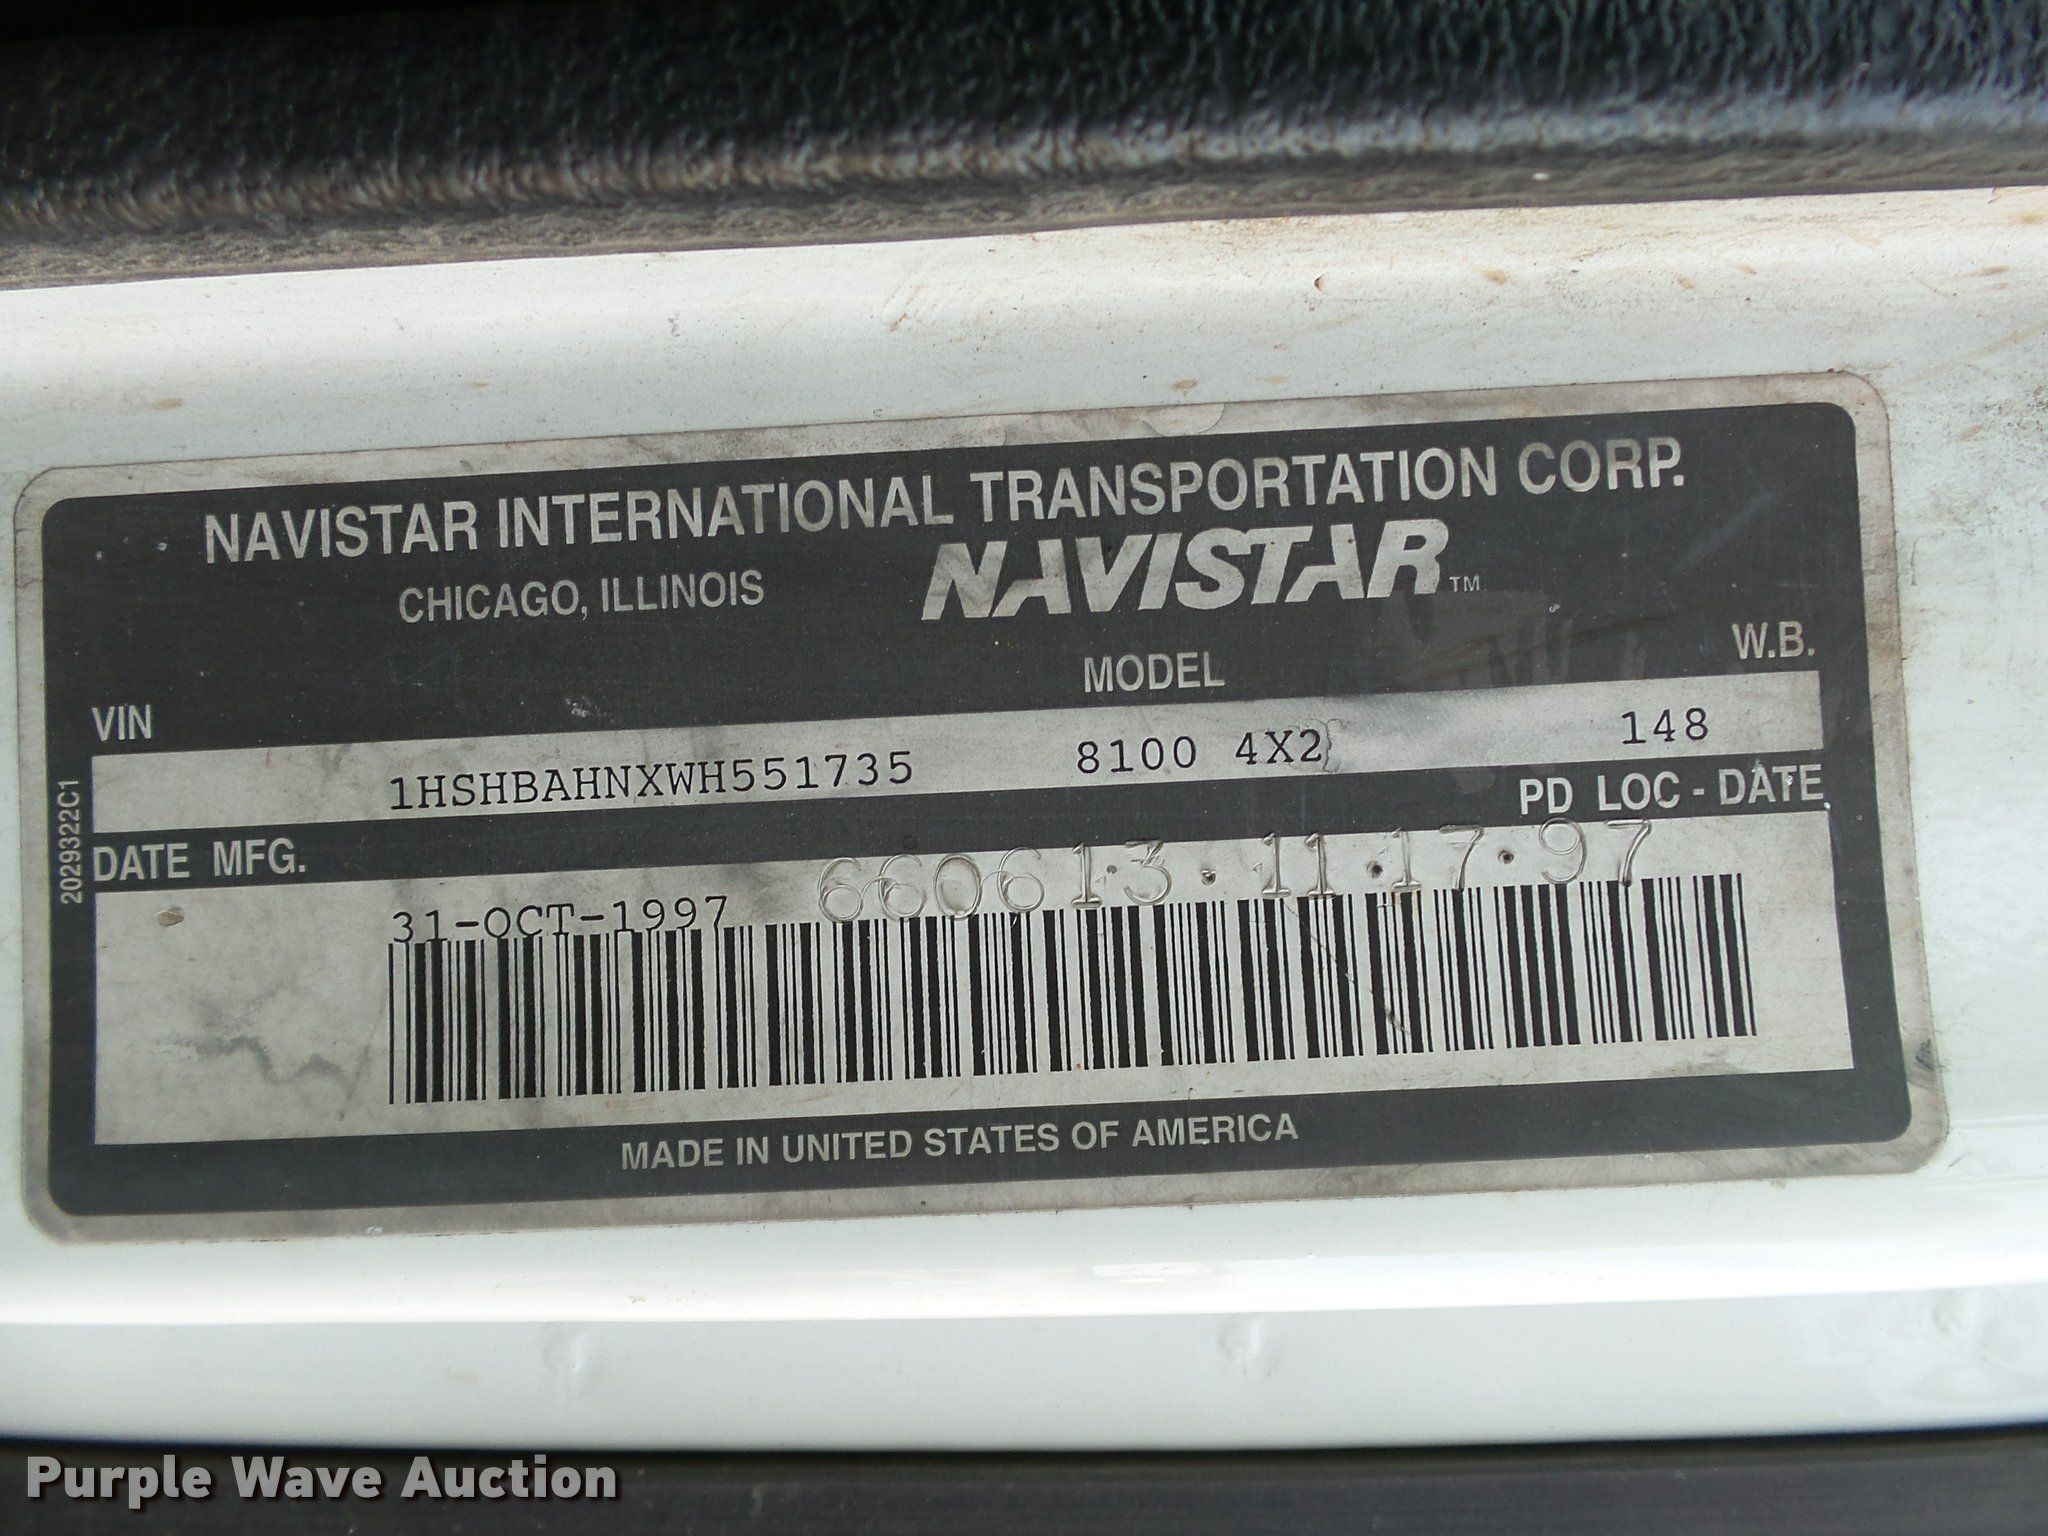 NAVISTAR INTERNATIONAL TRANSPORTATION CORP.
CHICAGO, ILLINOIS NAVISTAR™
VIN MODEL W.B.
1HSHBAHNXWH551735 8100 4X2 148
DATE MFG. PD LOC - DATE
31-OCT-1997 660613·11·17·97
MADE IN UNITED STATES OF AMERICA
2029322C1
Purple Wave Auction